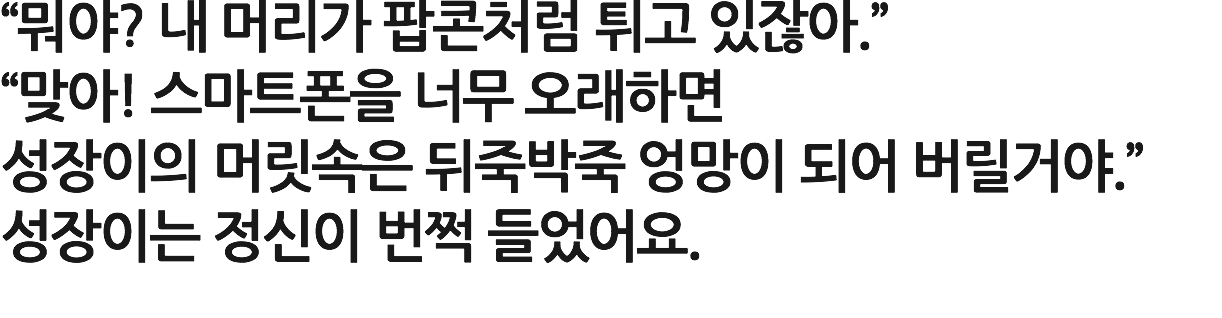 “뭐야? 내 머리가 팝콘처럼 튀고 있잖아.”
“맞아! 스마트폰을 너무 오래하면
성장이의 머릿속은 뒤죽박죽 엉망이 되어 버릴거야.”
성장이는 정신이 번쩍 들었어요.